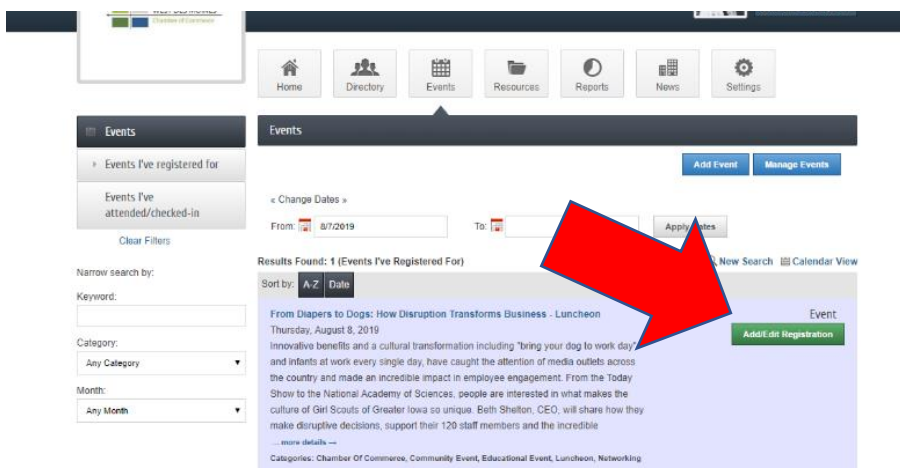 WEST DES MOINES
Chamber of Commerce
Home
Directory
Events
Resources
Reports
News
Settings
Events
Events I've registered for
Events I've
attended/checked-in
Clear Filters
Narrow search by:
Keyword:
Category:
Any Category
Month:
Any Month
Events
Add Event
Manage Events
« Change Dates »
From: 8/7/2019 To:
Results Found: 1 (Events I've Registered For)
New Search Calendar View
Sort by: A-Z Date
From Diapers to Dogs: How Disruption Transforms Business - Luncheon
Event
Thursday, August 8, 2019
Add/Edit Registration
Innovative benefits and a cultural transformation including "bring your dog to work day"
and infants at work every single day, have caught the attention of media outlets across
the country and made an incredible impact in employee engagement. From the Today
Show to the National Academy of Sciences, people are interested in what makes the
culture of Girl Scouts of Greater Iowa so unique. Beth Shelton, CEO, will share how they
make disruptive decisions, support their 120 staff members and the incredible
... more details →
Categories: Chamber Of Commerce, Community Event, Educational Event, Luncheon, Networking